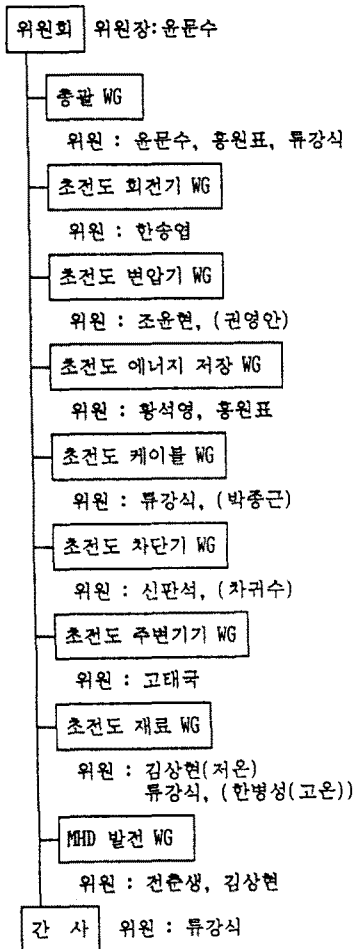 위원회 위원장:윤문수
총괄 WG
위원 : 윤문수, 홍원표, 류강식
초전도 회전기 WG
위원 : 한송엽
초전도 변압기 WG
위원 : 조윤현, (권영안)
초전도 에너지 저장 WG
위원 : 황석영, 홍원표
초전도 케이블 WG
위원 : 류강식, (박종근)
초전도 차단기 WG
위원 : 신판석, (차귀수)
초전도 주변기기 WG
위원 : 고태국
초전도 재료 WG
위원 : 김상현(저온)
류강식, (한병성(고온))
MHD 발전 WG
위원 : 전춘생, 김상현
간 사 위원 : 류강식